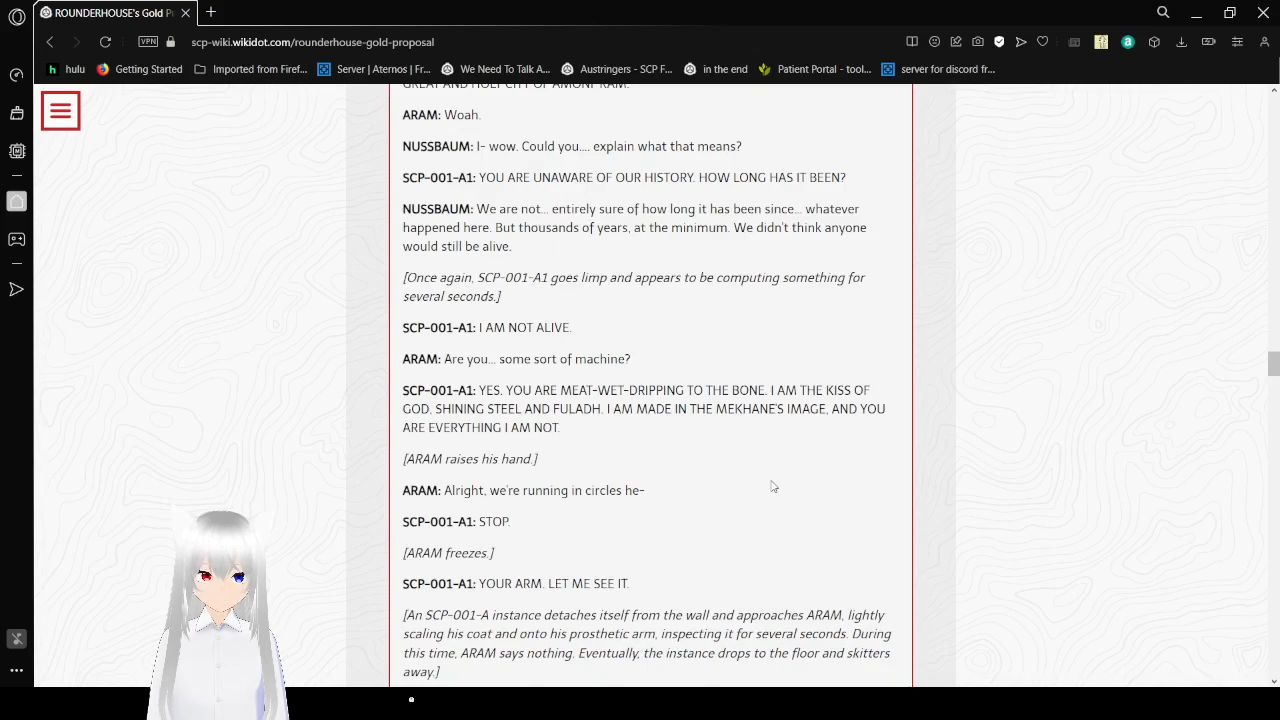 ROUNDERHOUSE's Gold Pr
VPN
scp-wiki.wikidot.com/rounderhouse-gold-proposal
hulu
Getting Started
Imported from Firef...
Server | Aternos | Fr...
We Need To Talk A...
Austringers - SCP F...
in the end
Patient Portal - tool...
server for discord fr...
GREAT AND HOLY CITY OF AMONI-RAM.
ARAM: Woah.
NUSSBAUM: I- wow. Could you.... explain what that means?
SCP-001-A1: YOU ARE UNAWARE OF OUR HISTORY. HOW LONG HAS IT BEEN?
NUSSBAUM: We are not... entirely sure of how long it has been since... whatever
happened here. But thousands of years, at the minimum. We didn't think anyone
would still be alive.
[Once again, SCP-001-A1 goes limp and appears to be computing something for
several seconds.]
SCP-001-A1: I AM NOT ALIVE.
ARAM: Are you... some sort of machine?
SCP-001-A1: YES. YOU ARE MEAT-WET-DRIPPING TO THE BONE. I AM THE KISS OF
GOD, SHINING STEEL AND FULADH. I AM MADE IN THE MEKHANE'S IMAGE, AND YOU
ARE EVERYTHING I AM NOT.
[ARAM raises his hand.]
ARAM: Alright, we're running in circles he-
SCP-001-A1: STOP.
[ARAM freezes.]
SCP-001-A1: YOUR ARM. LET ME SEE IT.
[An SCP-001-A instance detaches itself from the wall and approaches ARAM, lightly
scaling his coat and onto his prosthetic arm, inspecting it for several seconds. During
this time, ARAM says nothing. Eventually, the instance drops to the floor and skitters
away.]